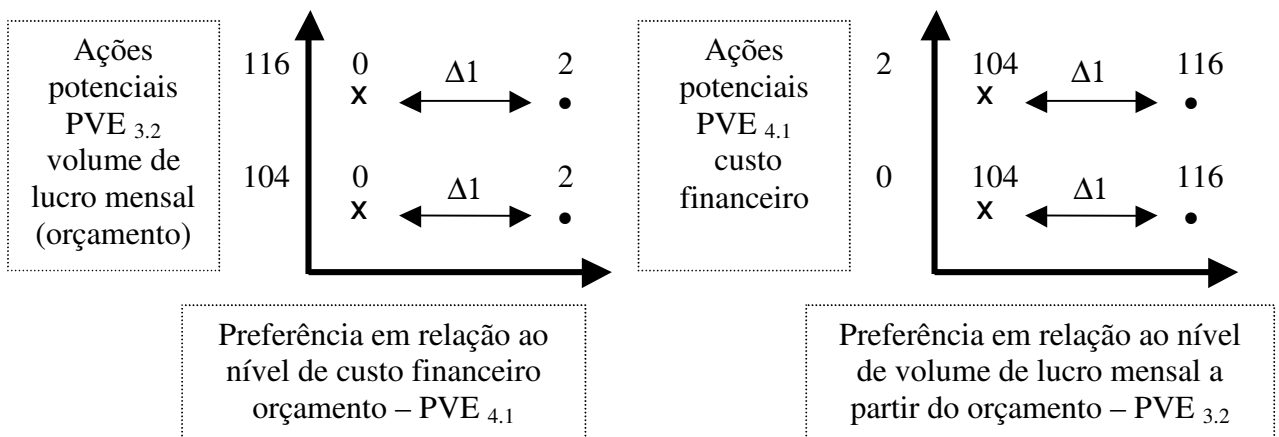 Ações
potenciais
PVE 3.2
volume de
lucro mensal
(orçamento)
116
0
Δ1
2
x
•
104
0
Δ1
2
x
•
Preferência em relação ao
nível de custo financeiro
orçamento – PVE 4.1
Ações
potenciais
PVE 4.1
custo
financeiro
2
104
Δ1
116
x
•
0
104
Δ1
116
x
•
Preferência em relação ao nível
de volume de lucro mensal a
partir do orçamento – PVE 3.2